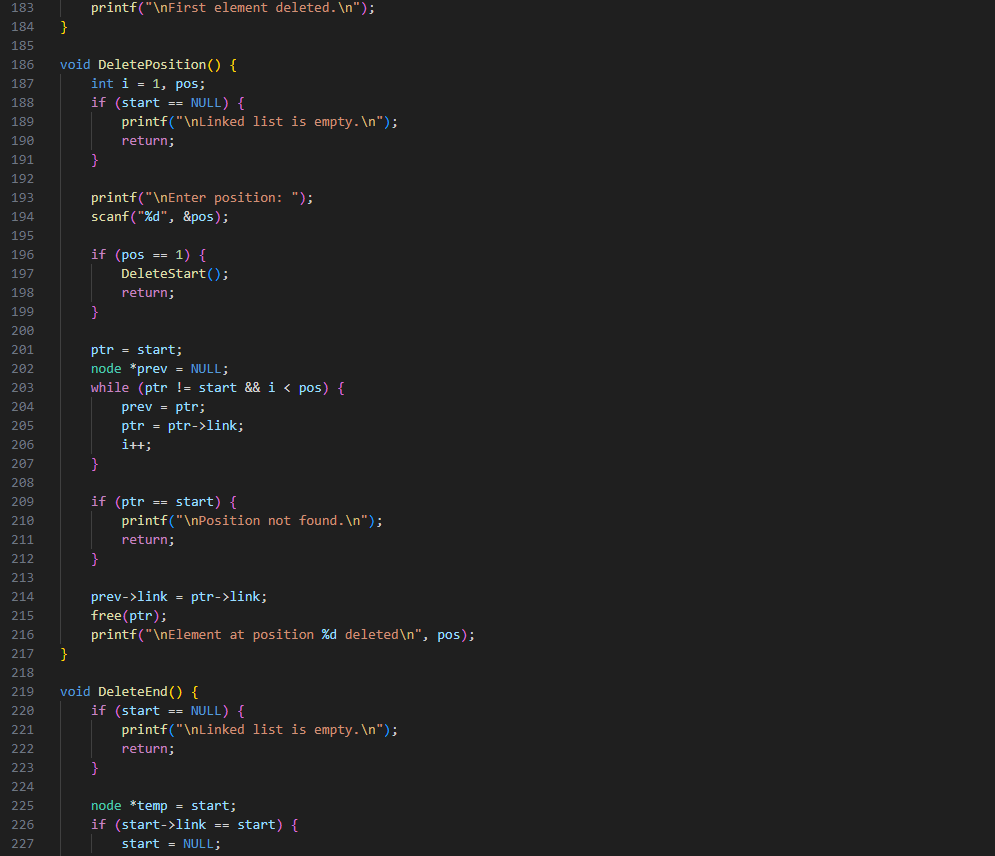 183 printf("\nFirst element deleted.\n");
184 }
185
186 void DeletePosition() {
187 int i = 1, pos;
188 if (start == NULL) {
189 printf("\nLinked list is empty.\n");
190 return;
191 }
192
193 printf("\nEnter position: ");
194 scanf("%d", &pos);
195
196 if (pos == 1) {
197 DeleteStart();
198 return;
199 }
200
201 ptr = start;
202 node *prev = NULL;
203 while (ptr != start && i < pos) {
204 prev = ptr;
205 ptr = ptr->link;
206 i++;
207 }
208
209 if (ptr == start) {
210 printf("\nPosition not found.\n");
211 return;
212 }
213
214 prev->link = ptr->link;
215 free(ptr);
216 printf("\nElement at position %d deleted\n", pos);
217 }
218
219 void DeleteEnd() {
220 if (start == NULL) {
221 printf("\nLinked list is empty.\n");
222 return;
223 }
224
225 node *temp = start;
226 if (start->link == start) {
227 start = NULL;